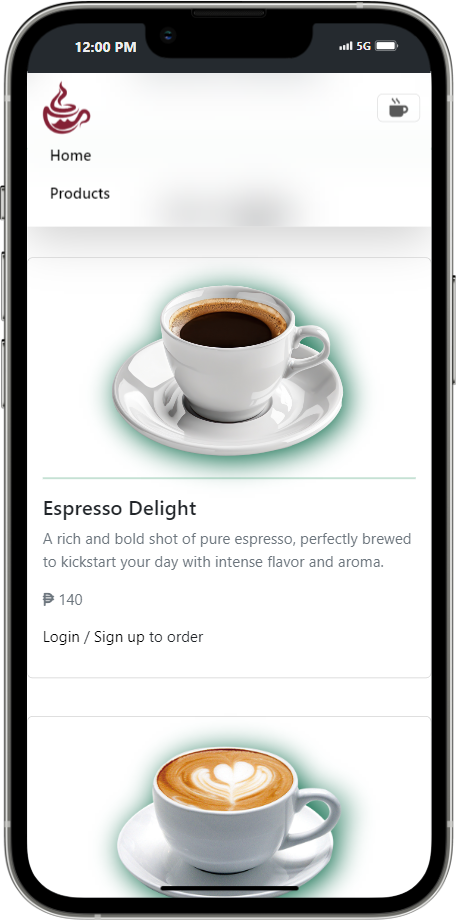 12:00 PM
5G
Home
Products
Espresso Delight
A rich and bold shot of pure espresso, perfectly brewed
to kickstart your day with intense flavor and aroma.
₱ 140
Login / Sign up to order